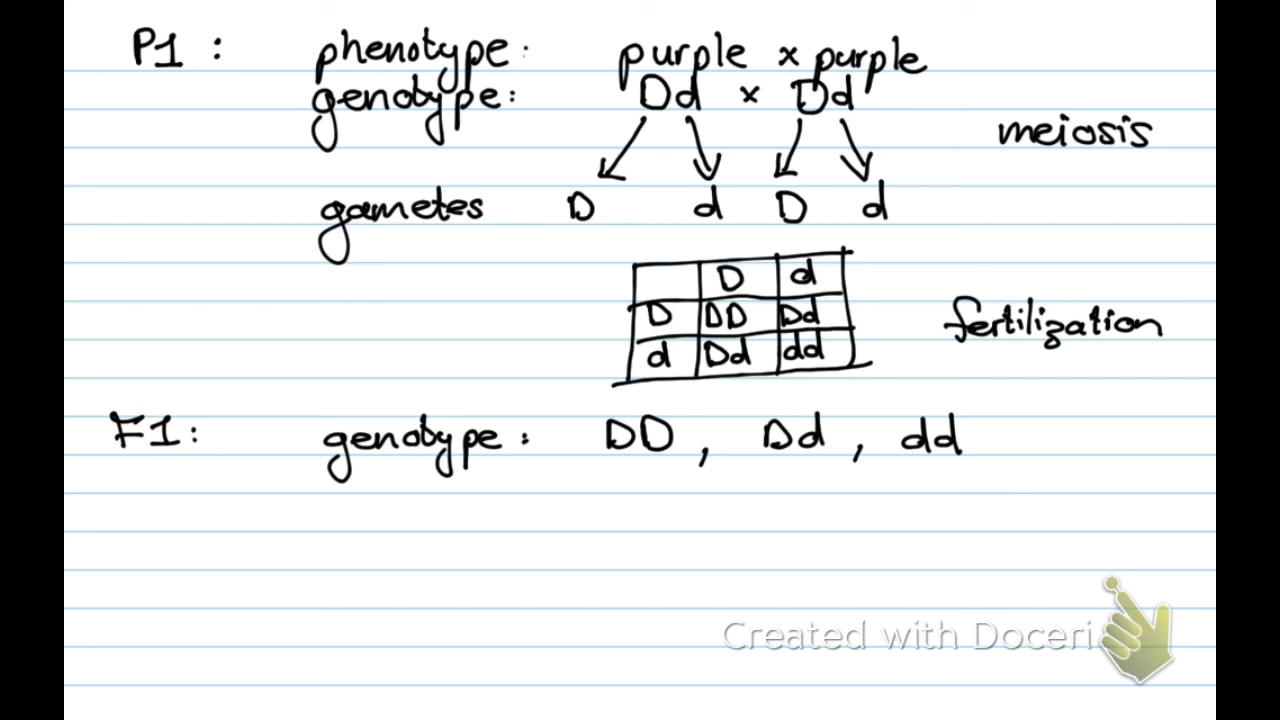 P1 : phenotype: purple x purple
genotype: Dd x Dd
meiosis
gametes D d D d
D d
D DD Dd
fertilization
d Dd dd
F1: genotype: DD, Dd, dd
Created with Doceri